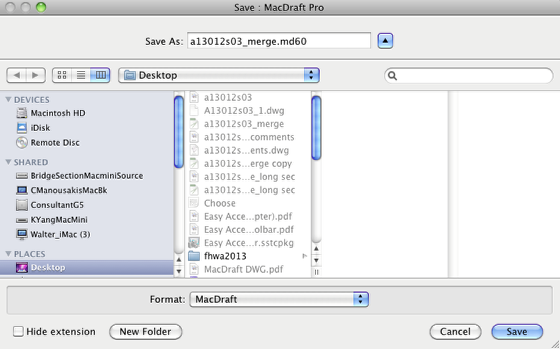 Save : MacDraft Pro
Save As: a13012s03_merge.md60
Desktop
DEVICES
Macintosh HD
iDisk
Remote Disc
SHARED
BridgeSectionMacminiSource
CManousakisMacBk
ConsultantG5
KYangMacMini
Walter_iMac (3)
PLACES
Desktop
a13012s03
A13012s03_1.dwg
a13012s03_merge
a13012s...comments
a13012s...ents.dwg
a13012s...erge copy
a13012s...e_long sec
a13012s...e_long sec
Choose
Easy Acce...pter).pdf
Easy Acce...olbar.pdf
Easy Acce...r.sstcpkg
fhwa2013
MacDraft DWG.pdf
Format: MacDraft
Hide extension
New Folder
Cancel
Save